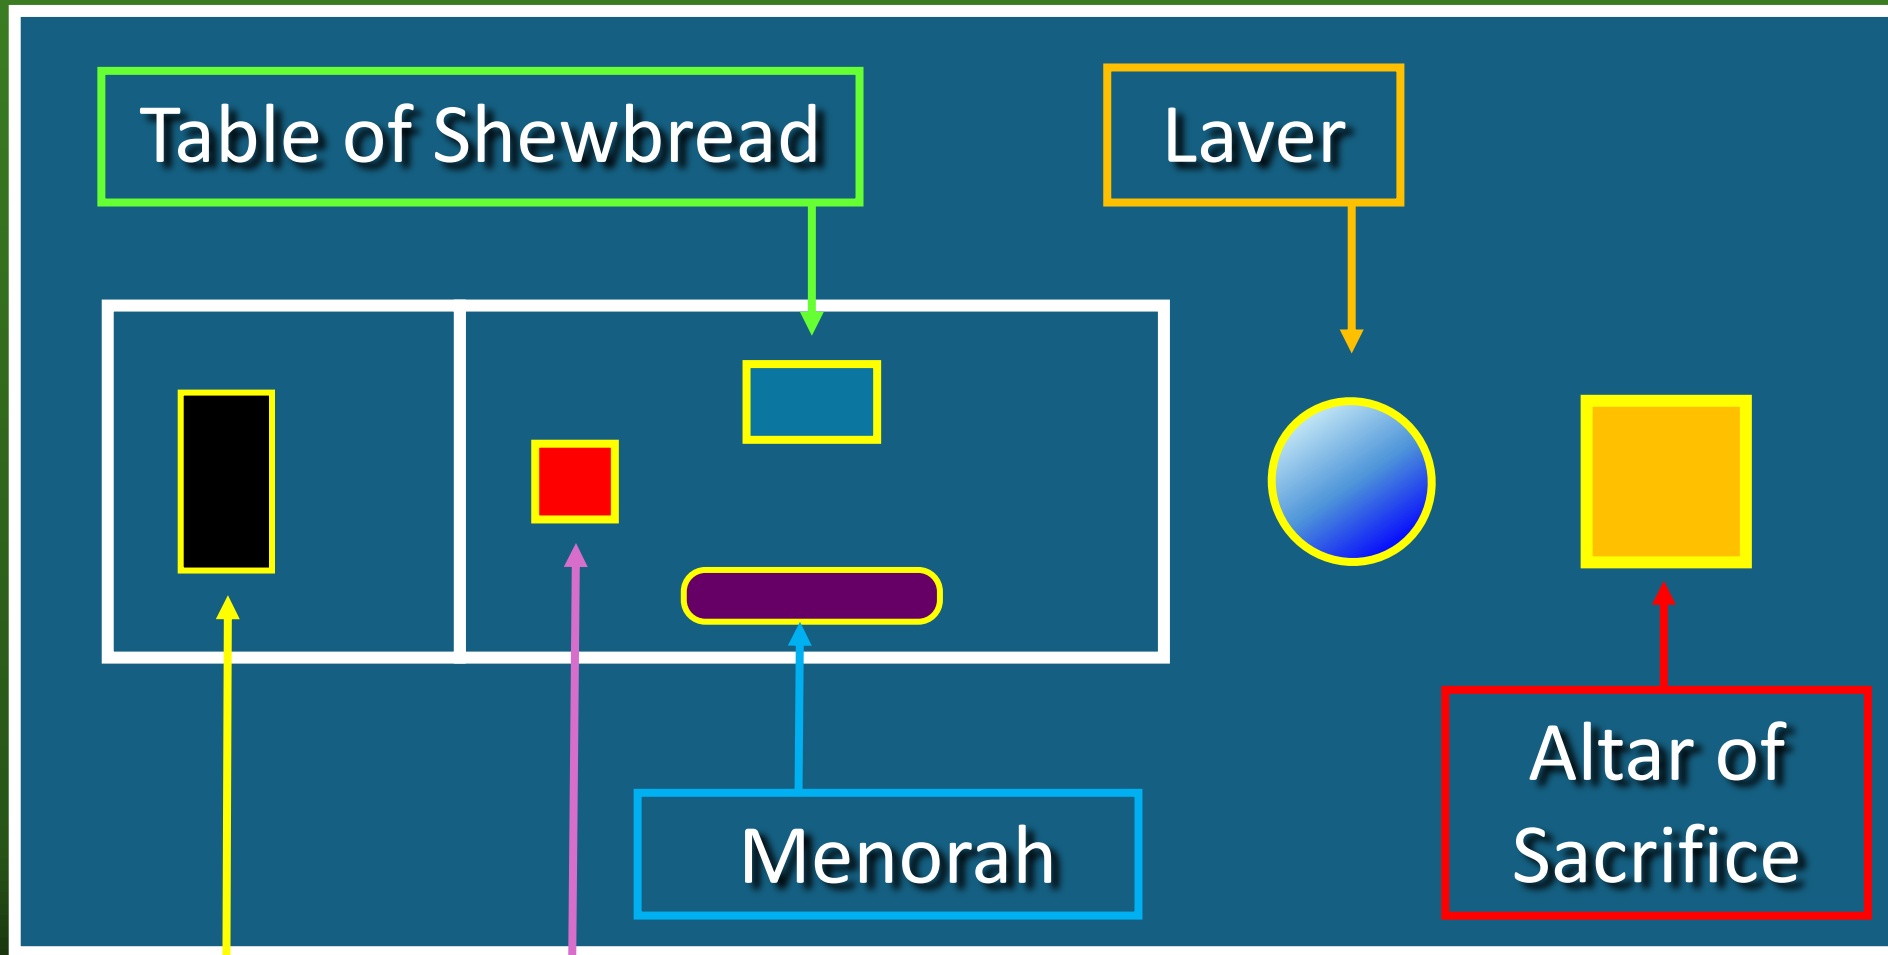 Table of Shewbread
Laver
Menorah
Altar of
Sacrifice